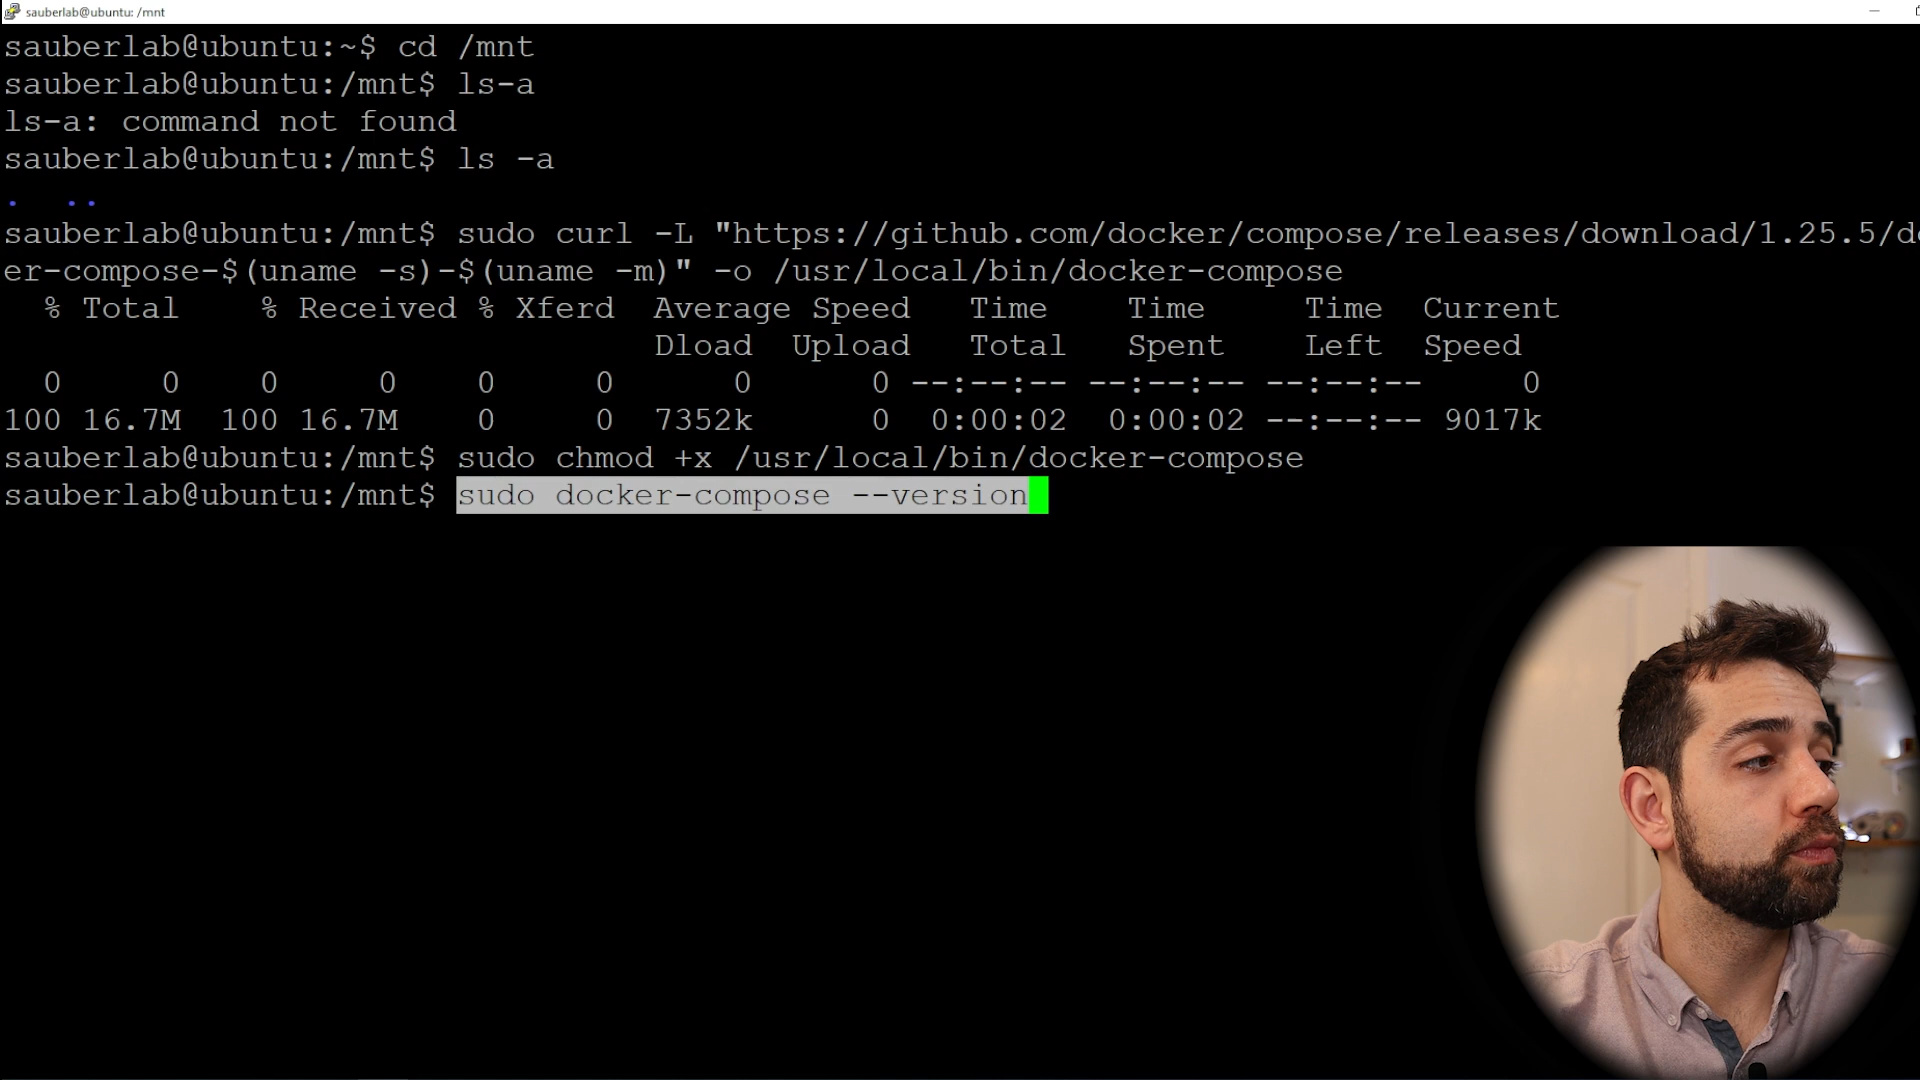 sauberlab@ubuntu: /mnt
sauberlab@ubuntu:~$ cd /mnt
sauberlab@ubuntu:/mnt$ ls-a
ls-a: command not found
sauberlab@ubuntu:/mnt$ ls -a
.  ..
sauberlab@ubuntu:/mnt$ sudo curl -L "https://github.com/docker/compose/releases/download/1.25.5/do
er-compose-$(uname -s)-$(uname -m)" -o /usr/local/bin/docker-compose
% Total % Received % Xferd Average Speed Time Time Time Current
Dload Upload Total Spent Left Speed
0 0 0 0 0 0 0 0 --:--:-- --:--:-- --:--:-- 0
100 16.7M 100 16.7M 0 0 7352k 0 0:00:02 0:00:02 --:--:-- 9017k
sauberlab@ubuntu:/mnt$ sudo chmod +x /usr/local/bin/docker-compose
sauberlab@ubuntu:/mnt$ sudo docker-compose --version